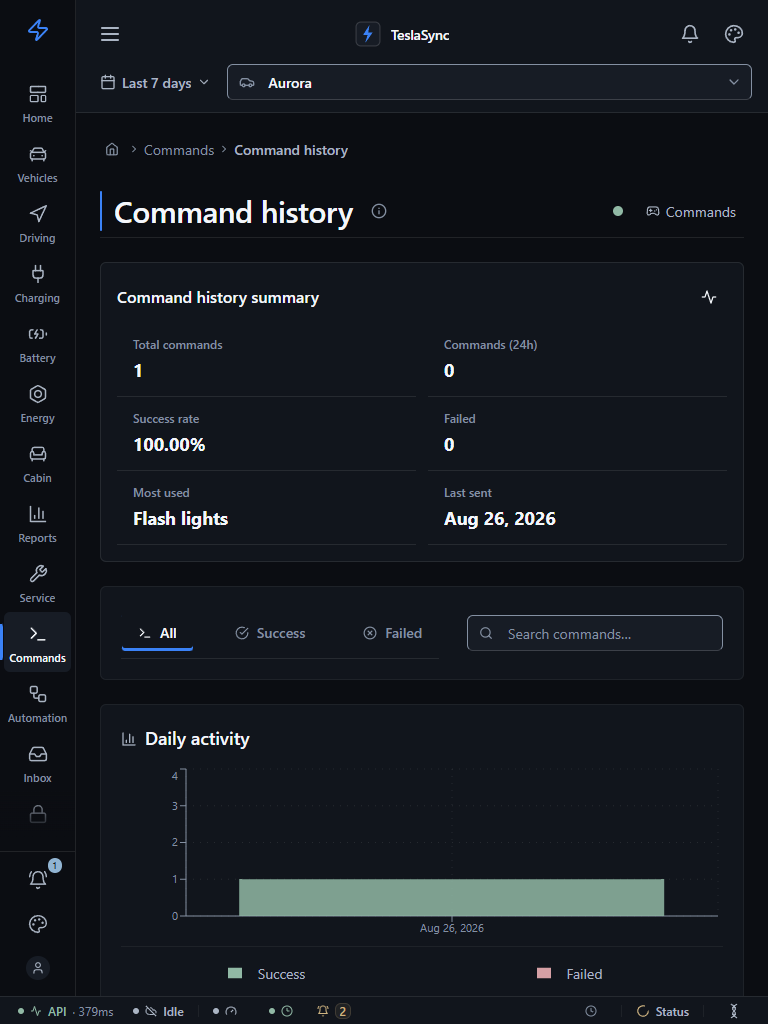 TeslaSync
Last 7 days
Aurora
Home
Vehicles
Driving
Charging
Battery
Energy
Cabin
Reports
Service
Commands
Automation
Inbox
1
Commands > Command history
Command history
Commands
Command history summary
Total commands
1
Commands (24h)
0
Success rate
100.00%
Failed
0
Most used
Flash lights
Last sent
Aug 26, 2026
All
Success
Failed
Search commands...
Daily activity
4
3
2
1
0
Aug 26, 2026
Success
Failed
API · 379ms
Idle
2
Status